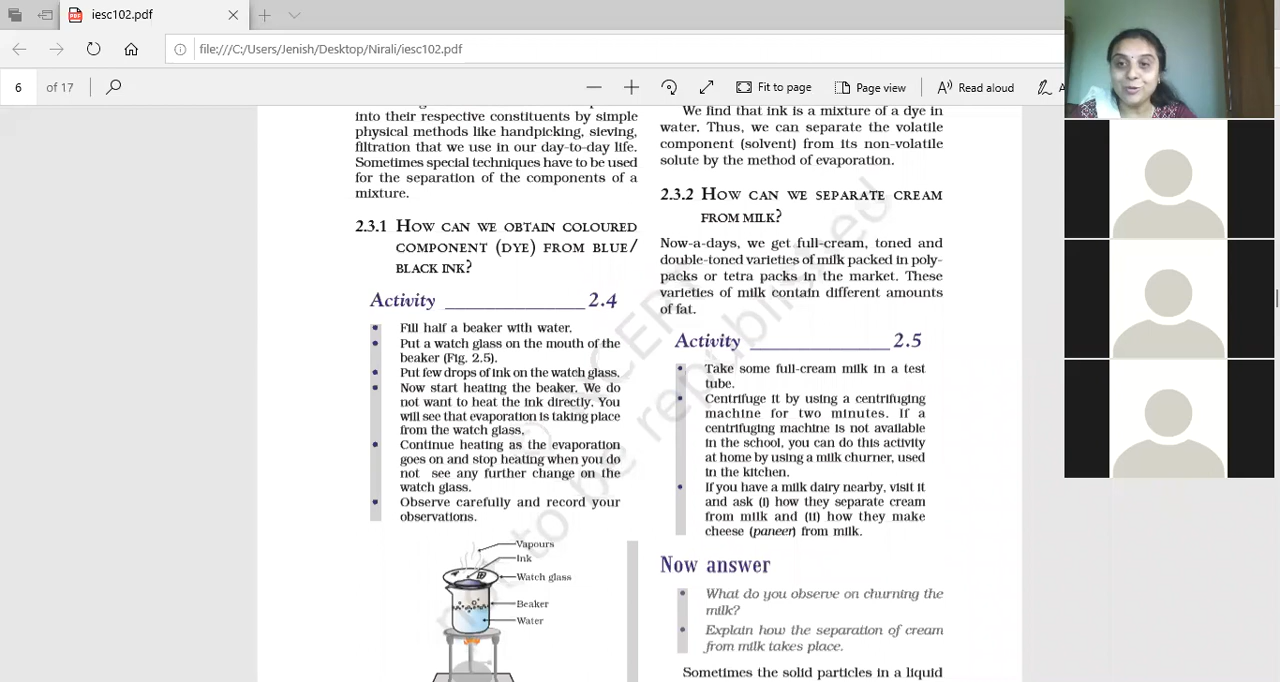 iesc102.pdf
file:///C:/Users/Jenish/Desktop/Nirali/iesc102.pdf
6 of 17
Fit to page
Page view
Read aloud
into their respective constituents by simple
physical methods like handpicking, sieving,
filtration that we use in our day-to-day life.
Sometimes special techniques have to be used
for the separation of the components of a
mixture.
2.3.1 HOW CAN WE OBTAIN COLOURED
COMPONENT (DYE) FROM BLUE/
BLACK INK?
Activity ______________ 2.4
• Fill half a beaker with water.
• Put a watch glass on the mouth of the
beaker (Fig. 2.5).
• Put few drops of ink on the watch glass.
• Now start heating the beaker. We do
not want to heat the ink directly. You
will see that evaporation is taking place
from the watch glass.
• Continue heating as the evaporation
goes on and stop heating when you do
not see any further change on the
watch glass.
• Observe carefully and record your
observations.
Vapours
Ink
Watch glass
Beaker
Water
We find that ink is a mixture of a dye in
water. Thus, we can separate the volatile
component (solvent) from its non-volatile
solute by the method of evaporation.
2.3.2 HOW CAN WE SEPARATE CREAM
FROM MILK?
Now-a-days, we get full-cream, toned and
double-toned varieties of milk packed in poly-
packs or tetra packs in the market. These
varieties of milk contain different amounts
of fat.
Activity ______________ 2.5
• Take some full-cream milk in a test
tube.
• Centrifuge it by using a centrifuging
machine for two minutes. If a
centrifuging machine is not available
in the school, you can do this activity
at home by using a milk churner, used
in the kitchen.
• If you have a milk dairy nearby, visit it
and ask (i) how they separate cream
from milk and (ii) how they make
cheese (paneer) from milk.
Now answer
• What do you observe on churning the
milk?
• Explain how the separation of cream
from milk takes place.
Sometimes the solid particles in a liquid